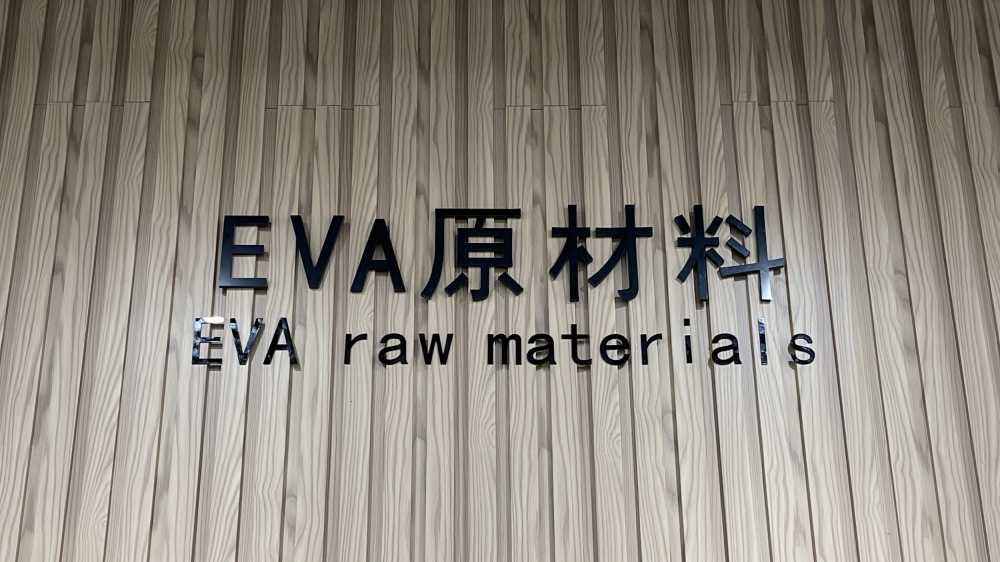 EVA原材料
EVA raw materials